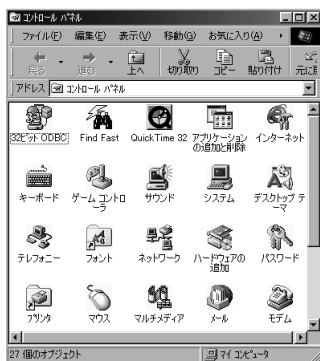 コントロール パネル
ファイル(F) 編集(E) 表示(V) 移動(G) お気に入り(A)
戻る 進む 上へ 切り取り コピー 貼り付け 元に戻
アドレス コントロール パネル
32ビット ODBC Find Fast QuickTime 32 アプリケーションの追加と削除 インターネット
キーボード ゲーム コントローラ サウンド システム デスクトップ テーマ
テレフォニー フォント ネットワーク ハードウェアの追加 パスワード
プリンタ マウス マルチメディア メール モデム
27 個のオブジェクト マイ コンピュータ